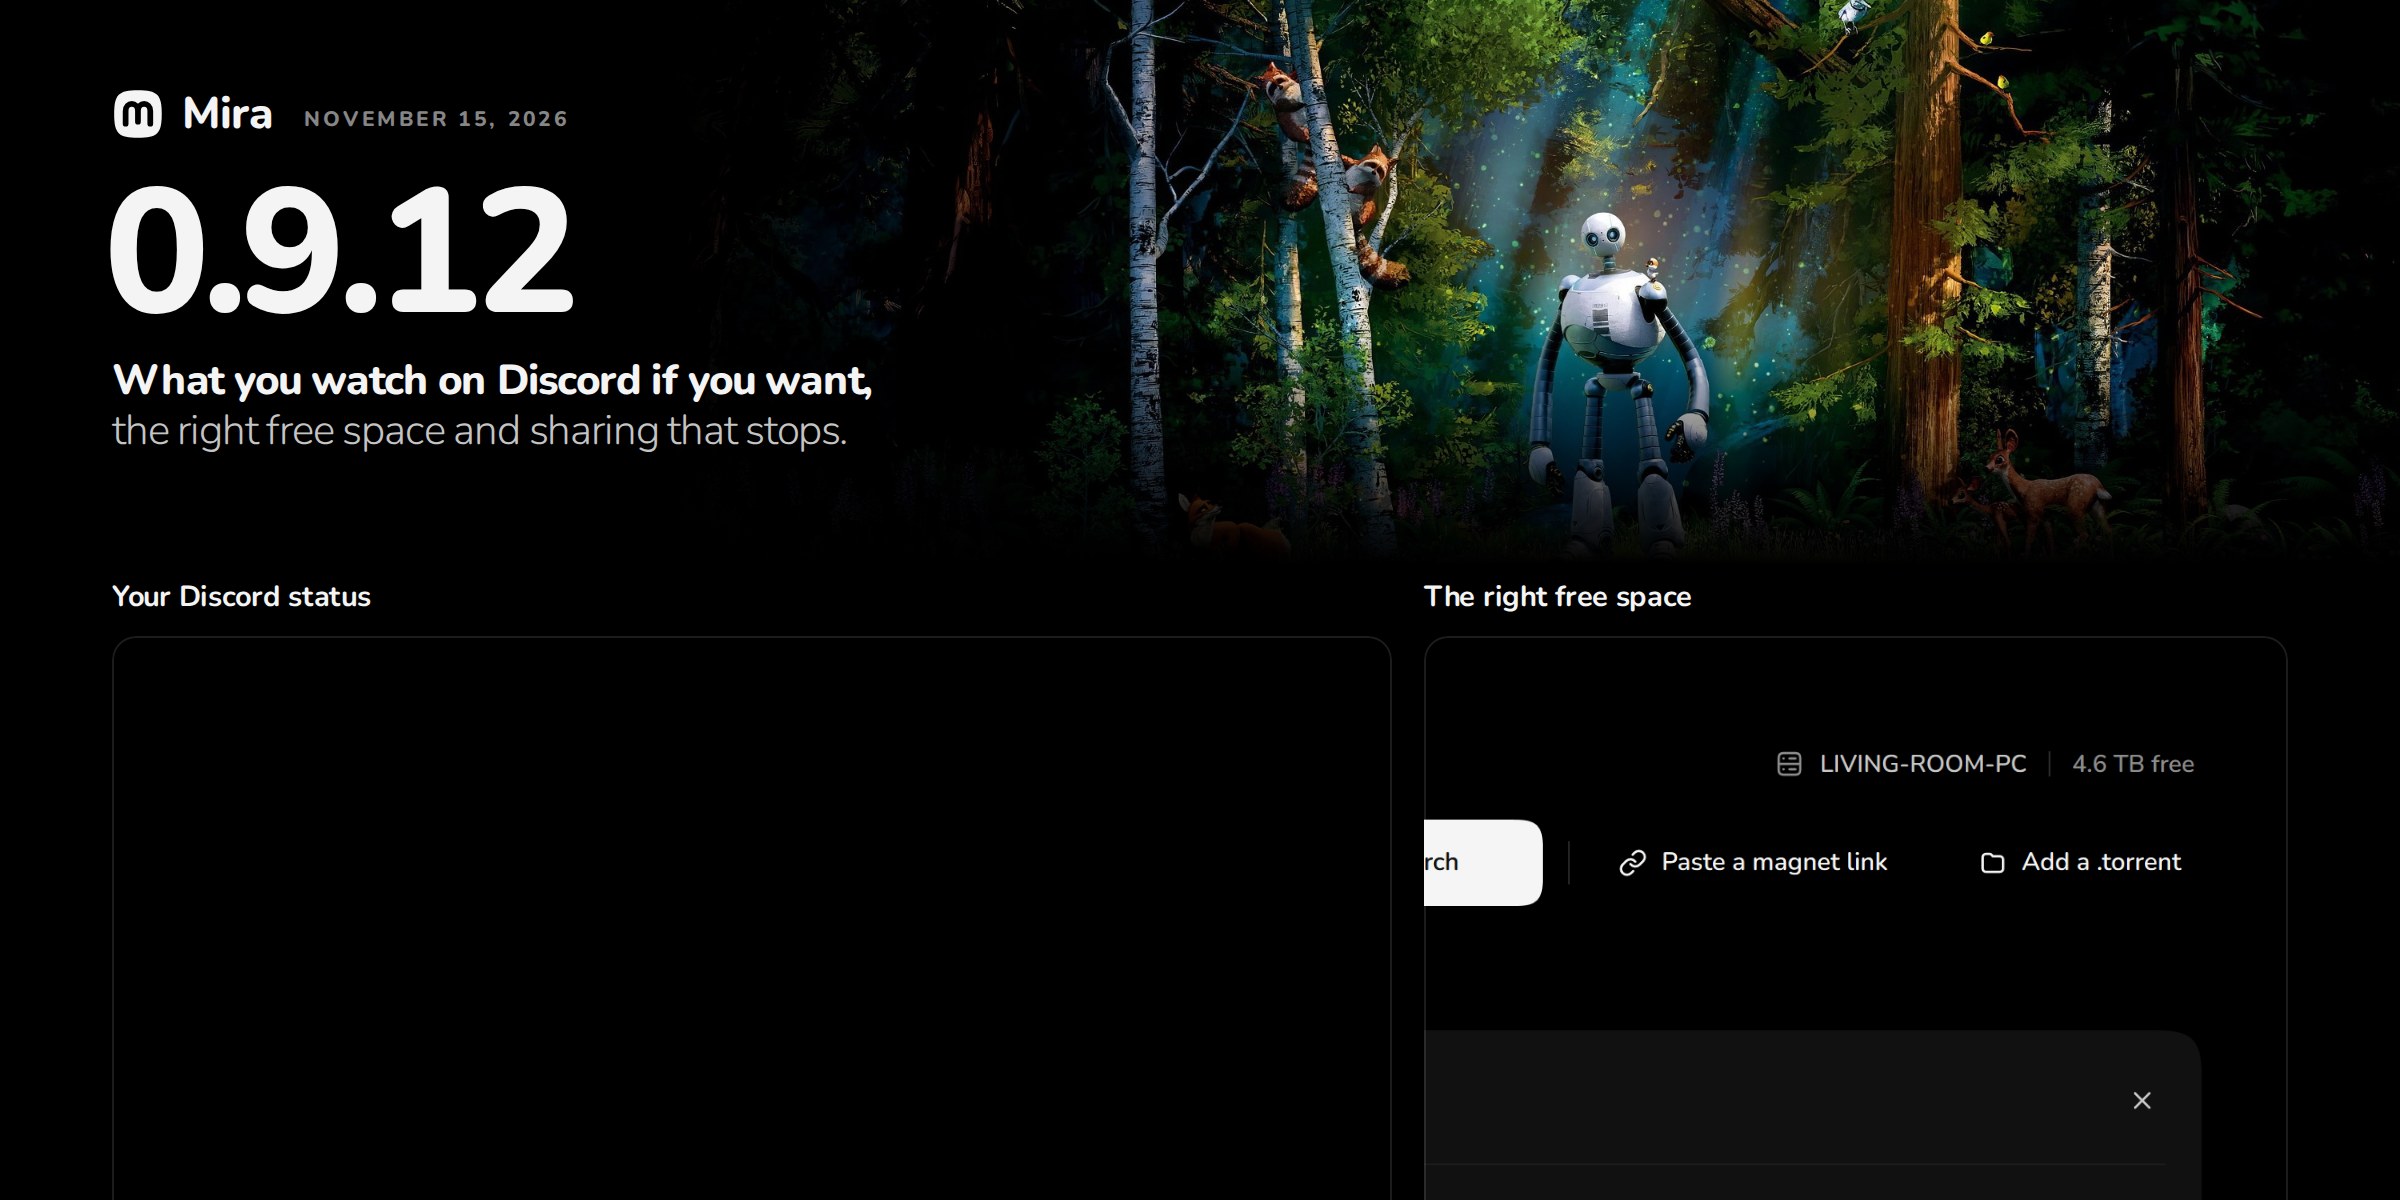 Mira NOVEMBER 15, 2026
0.9.12
What you watch on Discord if you want,
the right free space and sharing that stops.
Your Discord status
The right free space
LIVING-ROOM-PC 4.6 TB free
rch Paste a magnet link Add a .torrent